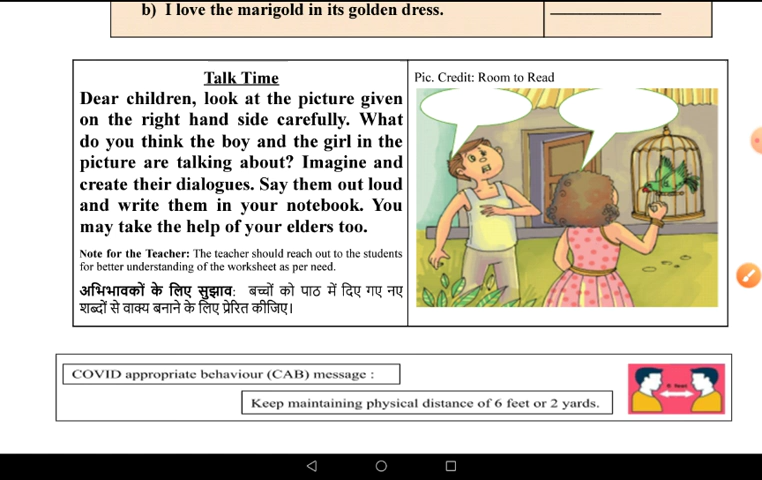 b) I love the marigold in its golden dress.
Talk Time
Dear children, look at the picture given
on the right hand side carefully. What
do you think the boy and the girl in the
picture are talking about? Imagine and
create their dialogues. Say them out loud
and write them in your notebook. You
may take the help of your elders too.
Note for the Teacher: The teacher should reach out to the students
for better understanding of the worksheet as per need.
अभिभावकों के लिए सुझाव: बच्चों को पाठ में दिए गए नए
शब्दों से वाक्य बनाने के लिए प्रेरित कीजिए।
Pic. Credit: Room to Read
COVID appropriate behaviour (CAB) message :
Keep maintaining physical distance of 6 feet or 2 yards.